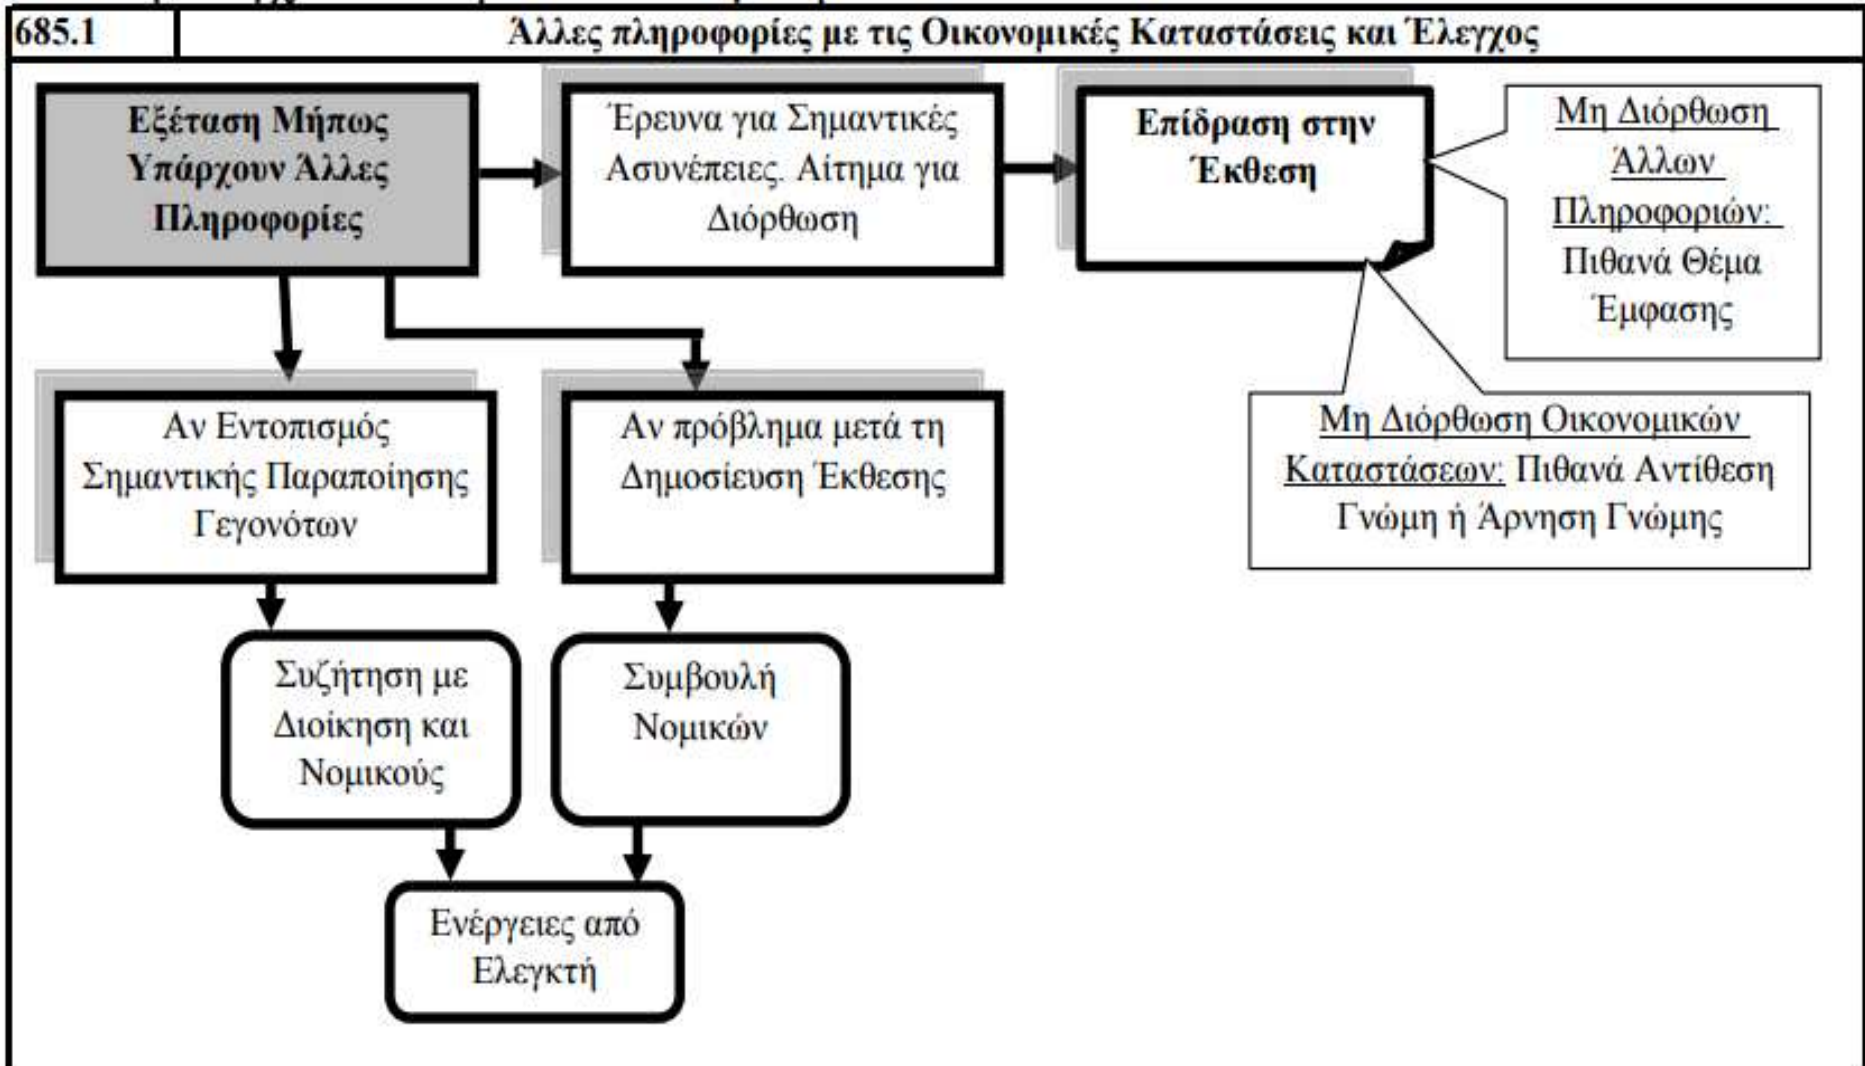 685.1
Άλλες πληροφορίες με τις Οικονομικές Καταστάσεις και Έλεγχος
Εξέταση Μήπως
Υπάρχουν Άλλες
Πληροφορίες
Έρευνα για Σημαντικές
Ασυνέπειες. Αίτημα για
Διόρθωση
Επίδραση στην
Έκθεση
Μη Διόρθωση
Άλλων
Πληροφοριών:
Πιθανά Θέμα
Έμφασης
Αν Εντοπισμός
Σημαντικής Παραποίησης
Γεγονότων
Αν πρόβλημα μετά τη
Δημοσίευση Έκθεσης
Μη Διόρθωση Οικονομικών
Καταστάσεων: Πιθανά Αντίθεση
Γνώμη ή Άρνηση Γνώμης
Συζήτηση με
Διοίκηση και
Νομικούς
Συμβουλή
Νομικών
Ενέργειες από
Ελεγκτή